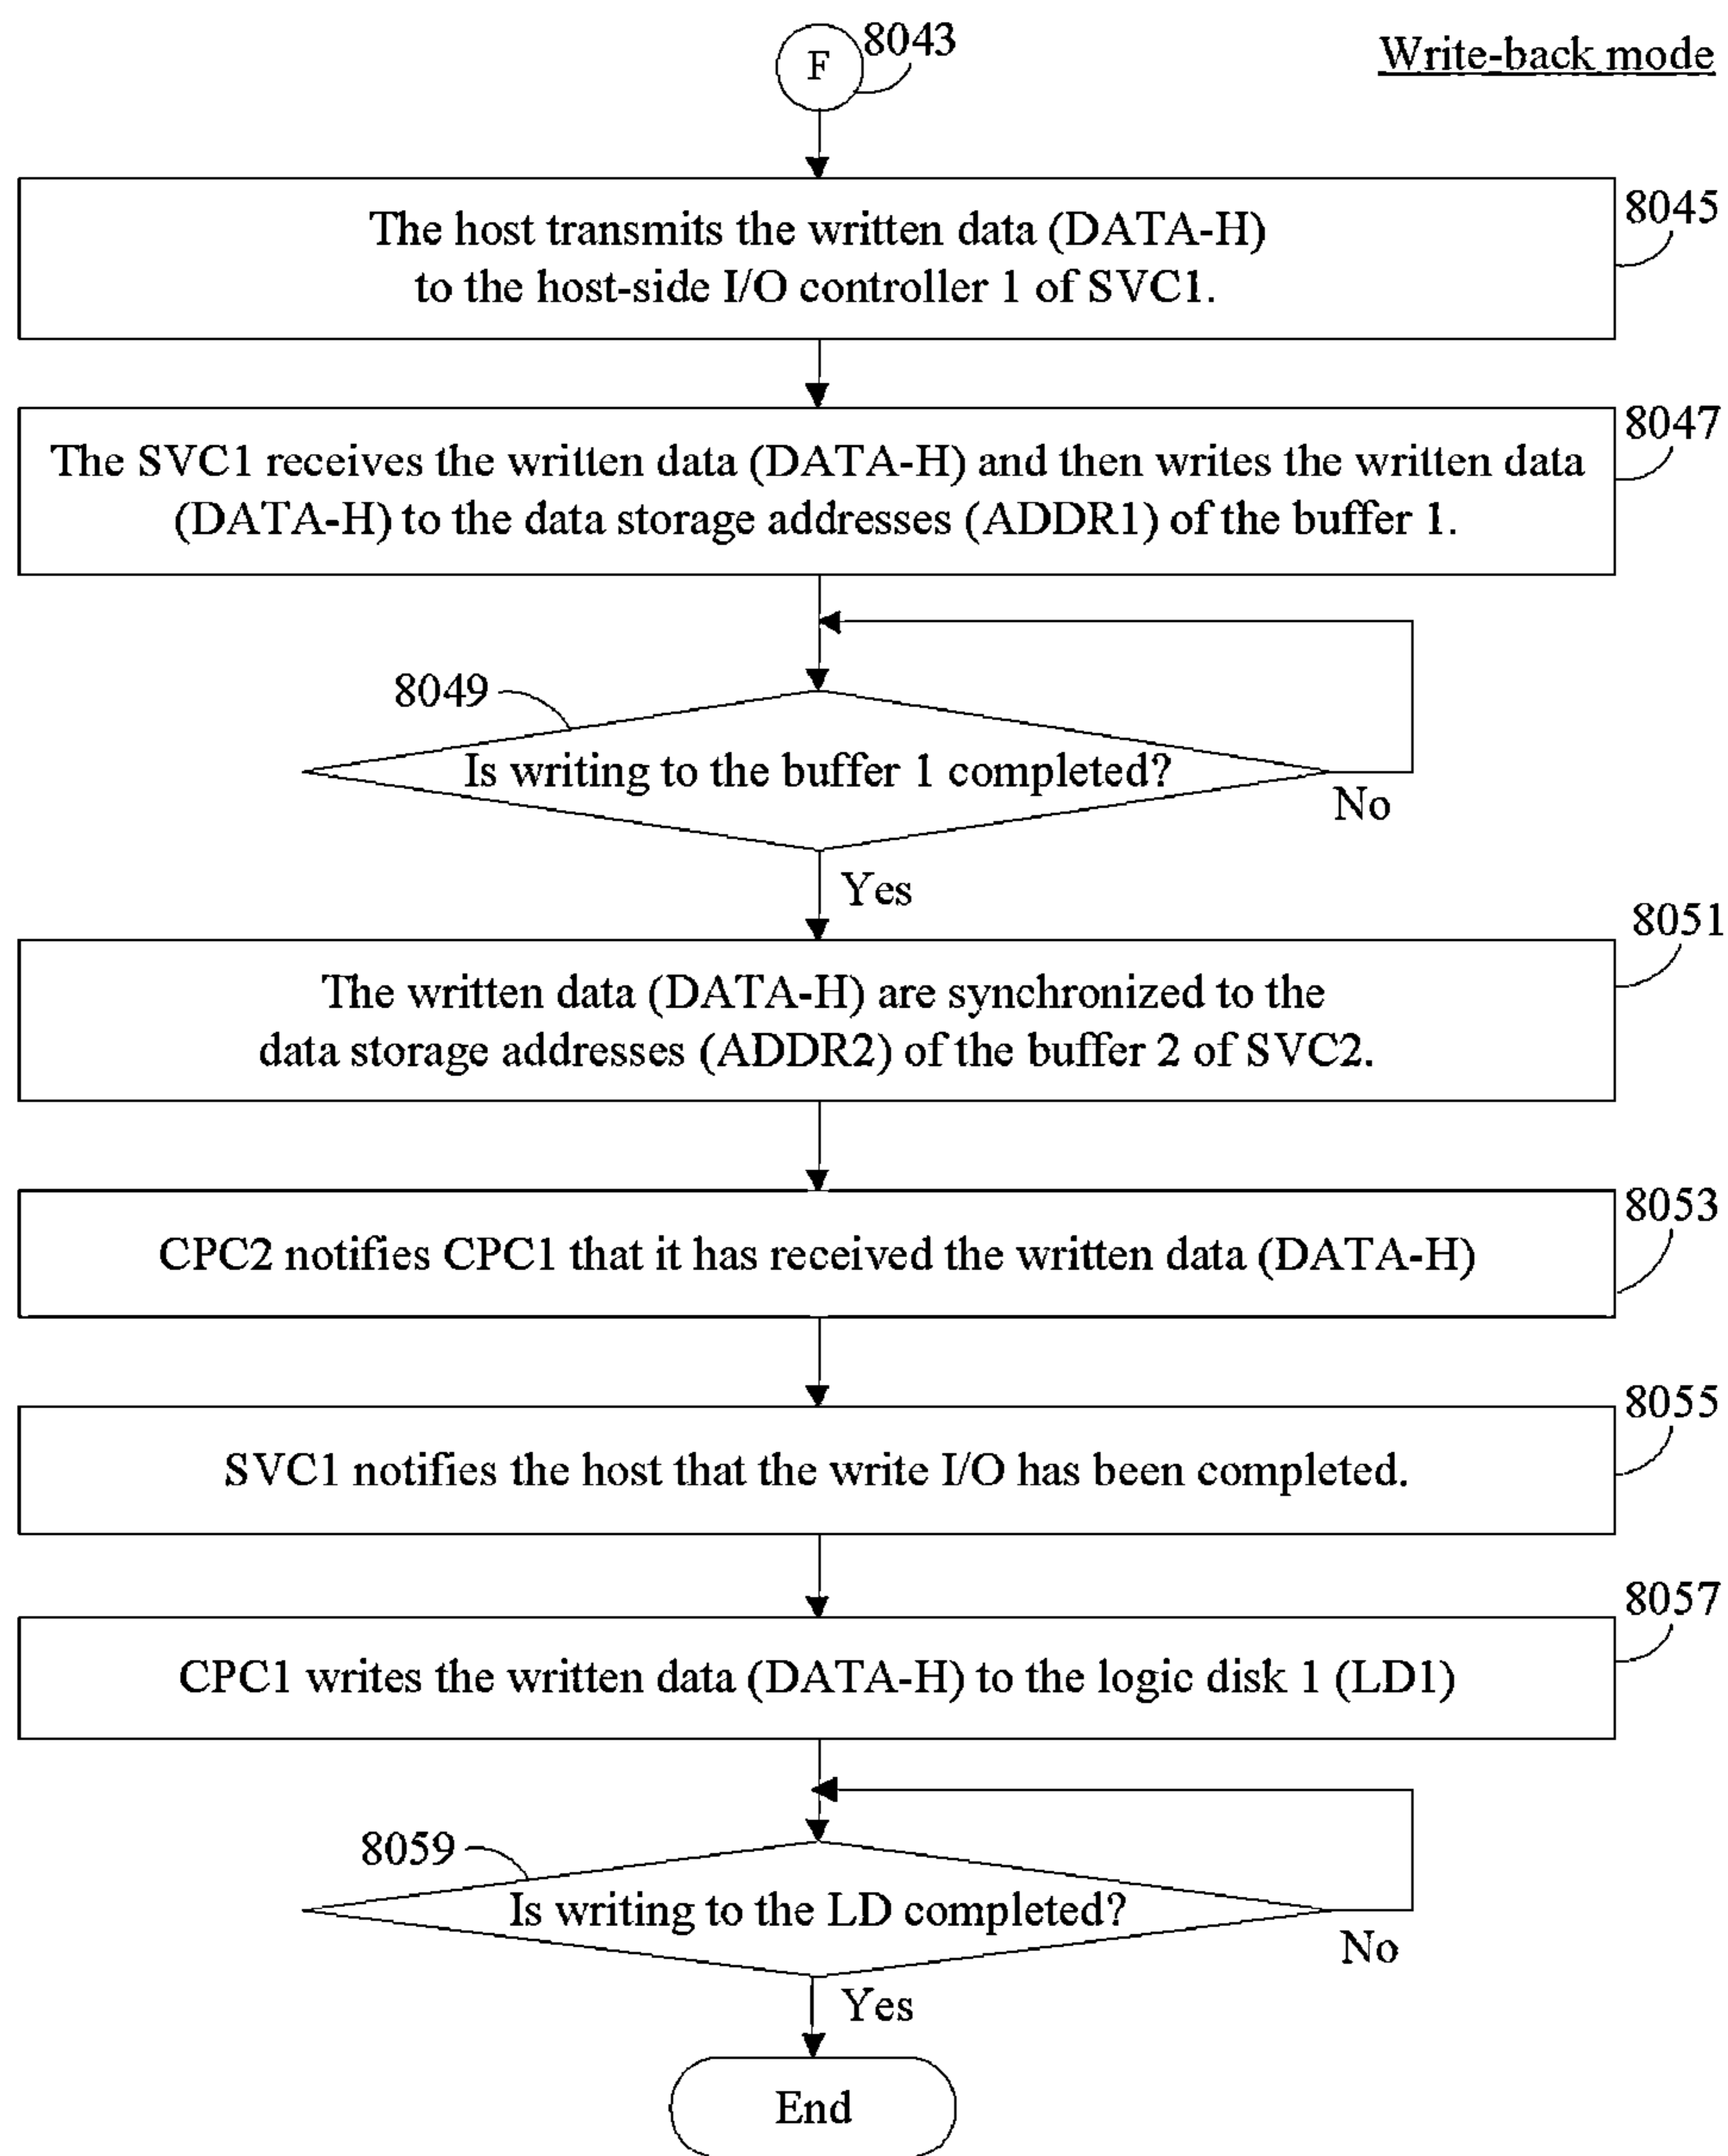 F
8043
Write-back mode
8045
The host transmits the written data (DATA-H)
to the host-side I/O controller 1 of SVC1.
8047
The SVC1 receives the written data (DATA-H) and then writes the written data
(DATA-H) to the data storage addresses (ADDR1) of the buffer 1.
8049
Is writing to the buffer 1 completed?
No
Yes
8051
The written data (DATA-H) are synchronized to the
data storage addresses (ADDR2) of the buffer 2 of SVC2.
8053
CPC2 notifies CPC1 that it has received the written data (DATA-H)
8055
SVC1 notifies the host that the write I/O has been completed.
8057
CPC1 writes the written data (DATA-H) to the logic disk 1 (LD1)
8059
Is writing to the LD completed?
No
Yes
End